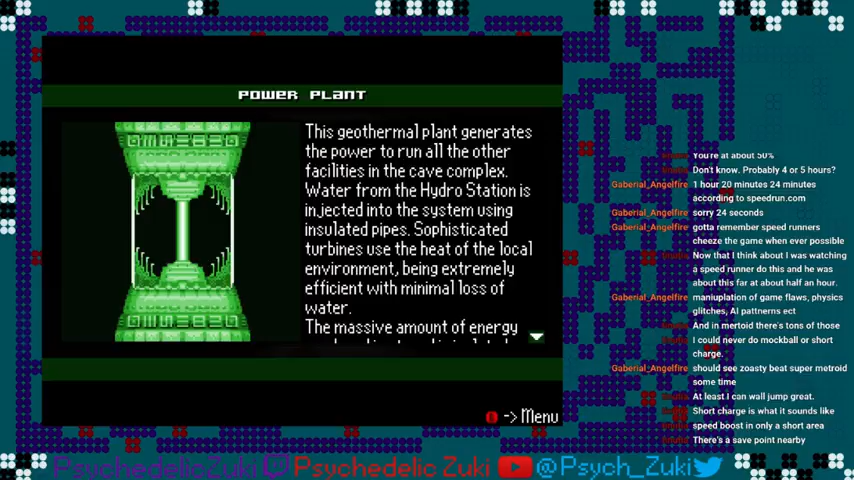 POWER PLANT
This geothermal plant generates
the power to run all the other
facilities in the cave complex.
Water from the Hydro Station is
injected into the system using
insulated pipes. Sophisticated
turbines use the heat of the local
environment, being extremely
efficient with minimal loss of
water.
The massive amount of energy
-> Menu
You're at about 50%
Don't know. Probably 4 or 5 hours?
Gaberial_Angelfire 1 hour 20 minutes 24 minutes
according to speedrun.com
Gaberial_Angelfire sorry 24 seconds
Gaberial_Angelfire gotta remember speed runners
cheeze the game when ever possible
Now that I think about I was watching
a speed runner do this and he was
about this far at about half an hour.
Gaberial_Angelfire maniuplation of game flaws, physics
glitches, AI pattnerns ect
And in mertoid there's tons of those
I could never do mockball or short
charge.
Gaberial_Angelfire should see zoasty beat super metroid
some time
At least I can wall jump great.
Short charge is what it sounds like
speed boost in only a short area
There's a save point nearby
PsychedelicZuki Psychedelic Zuki @Psych_Zuki